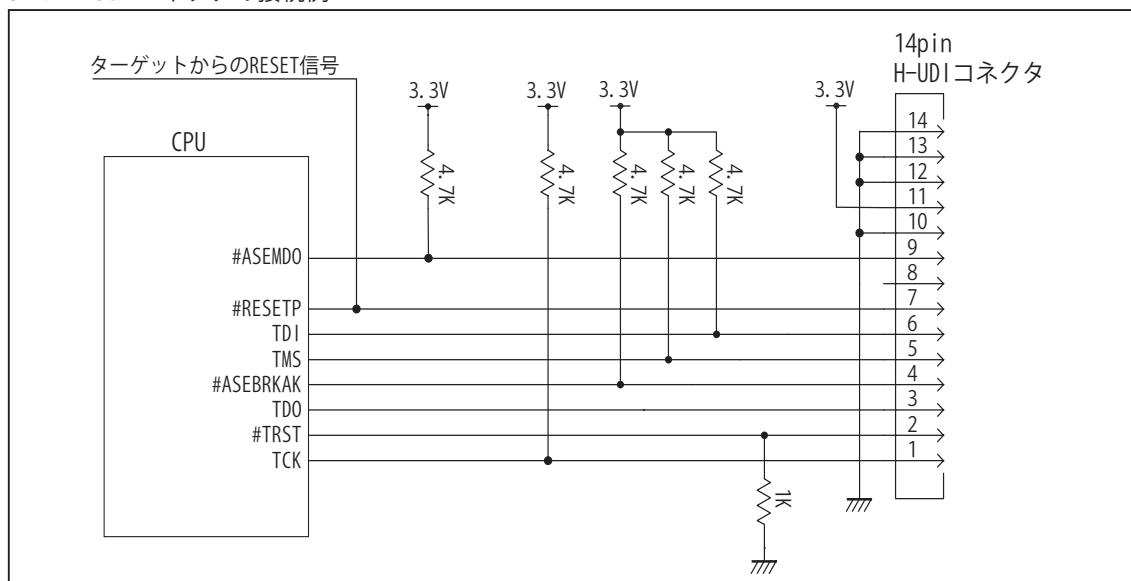 ターゲットからのRESET信号
14pin
H-UDIコネクタ
3.3V
3.3V
3.3V
3.3V
CPU
4.7K
4.7K
4.7K
4.7K
4.7K
14
13
12
11
10
#ASEMD0
9
8
#RESETP
7
TDI
6
TMS
5
#ASEBRKAK
4
TDO
3
#TRST
2
TCK
1
1K